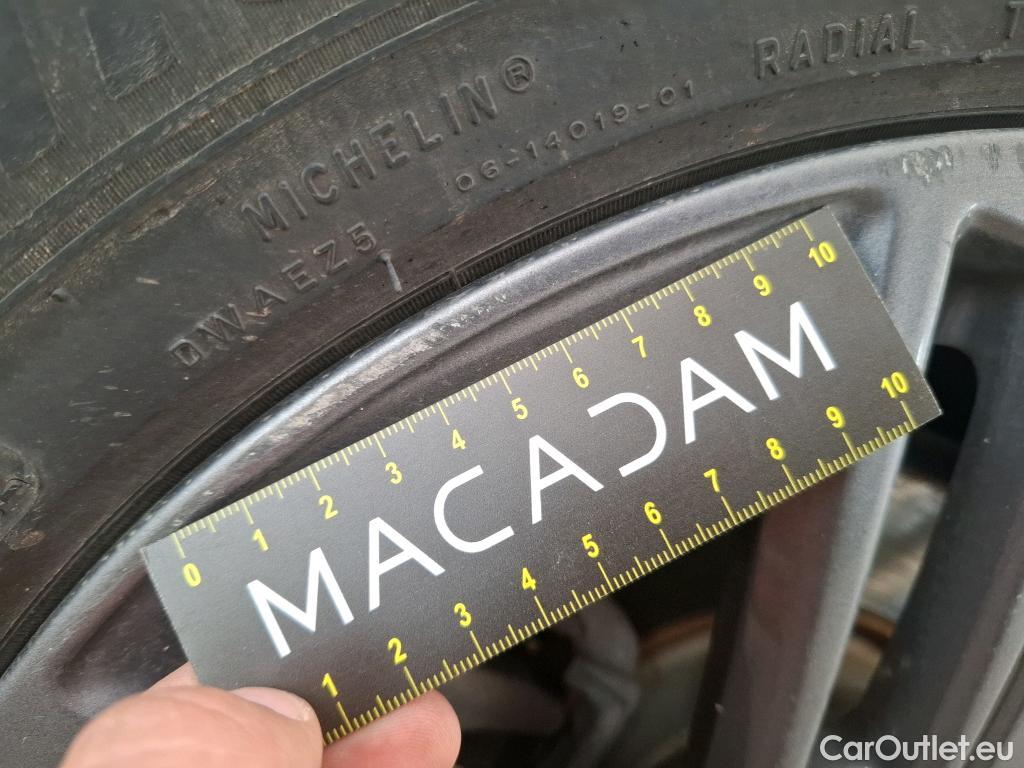 MICHELIN®
RADIAL
06-14019-01
DWAEZ5
0 1 2 3 4 5 6 7 8 9 10
MACADAM
1 2 3 4 5 6 7 8 9 10
CarOutlet.eu